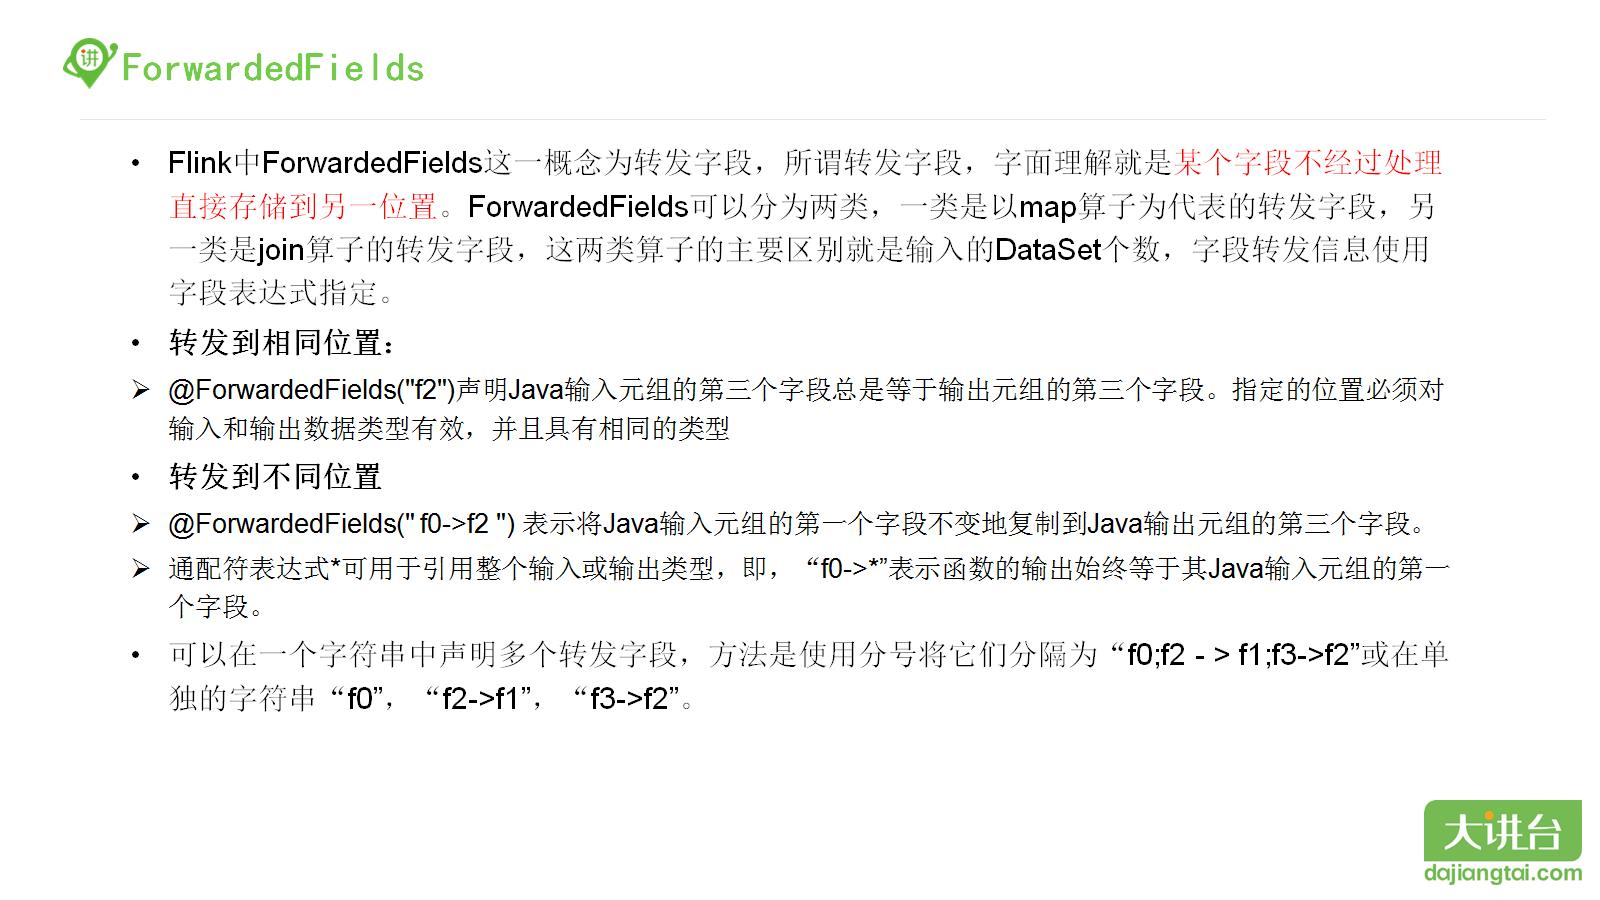 讲
ForwardedFields
• Flink中ForwardedFields这一概念为转发字段，所谓转发字段，字面理解就是某个字段不经过处理
直接存储到另一位置。ForwardedFields可以分为两类，一类是以map算子为代表的转发字段，另
一类是join算子的转发字段，这两类算子的主要区别就是输入的DataSet个数，字段转发信息使用
字段表达式指定。
• 转发到相同位置：
➢ @ForwardedFields("f2")声明Java输入元组的第三个字段总是等于输出元组的第三个字段。指定的位置必须对
输入和输出数据类型有效，并且具有相同的类型
• 转发到不同位置
➢ @ForwardedFields(" f0->f2 ") 表示将Java输入元组的第一个字段不变地复制到Java输出元组的第三个字段。
➢ 通配符表达式*可用于引用整个输入或输出类型，即，“f0->*”表示函数的输出始终等于其Java输入元组的第一
个字段。
• 可以在一个字符串中声明多个转发字段，方法是使用分号将它们分隔为“f0;f2 - > f1;f3->f2”或在单
独的字符串“f0”，“f2->f1”，“f3->f2”。
大讲台
dajiangtai.com